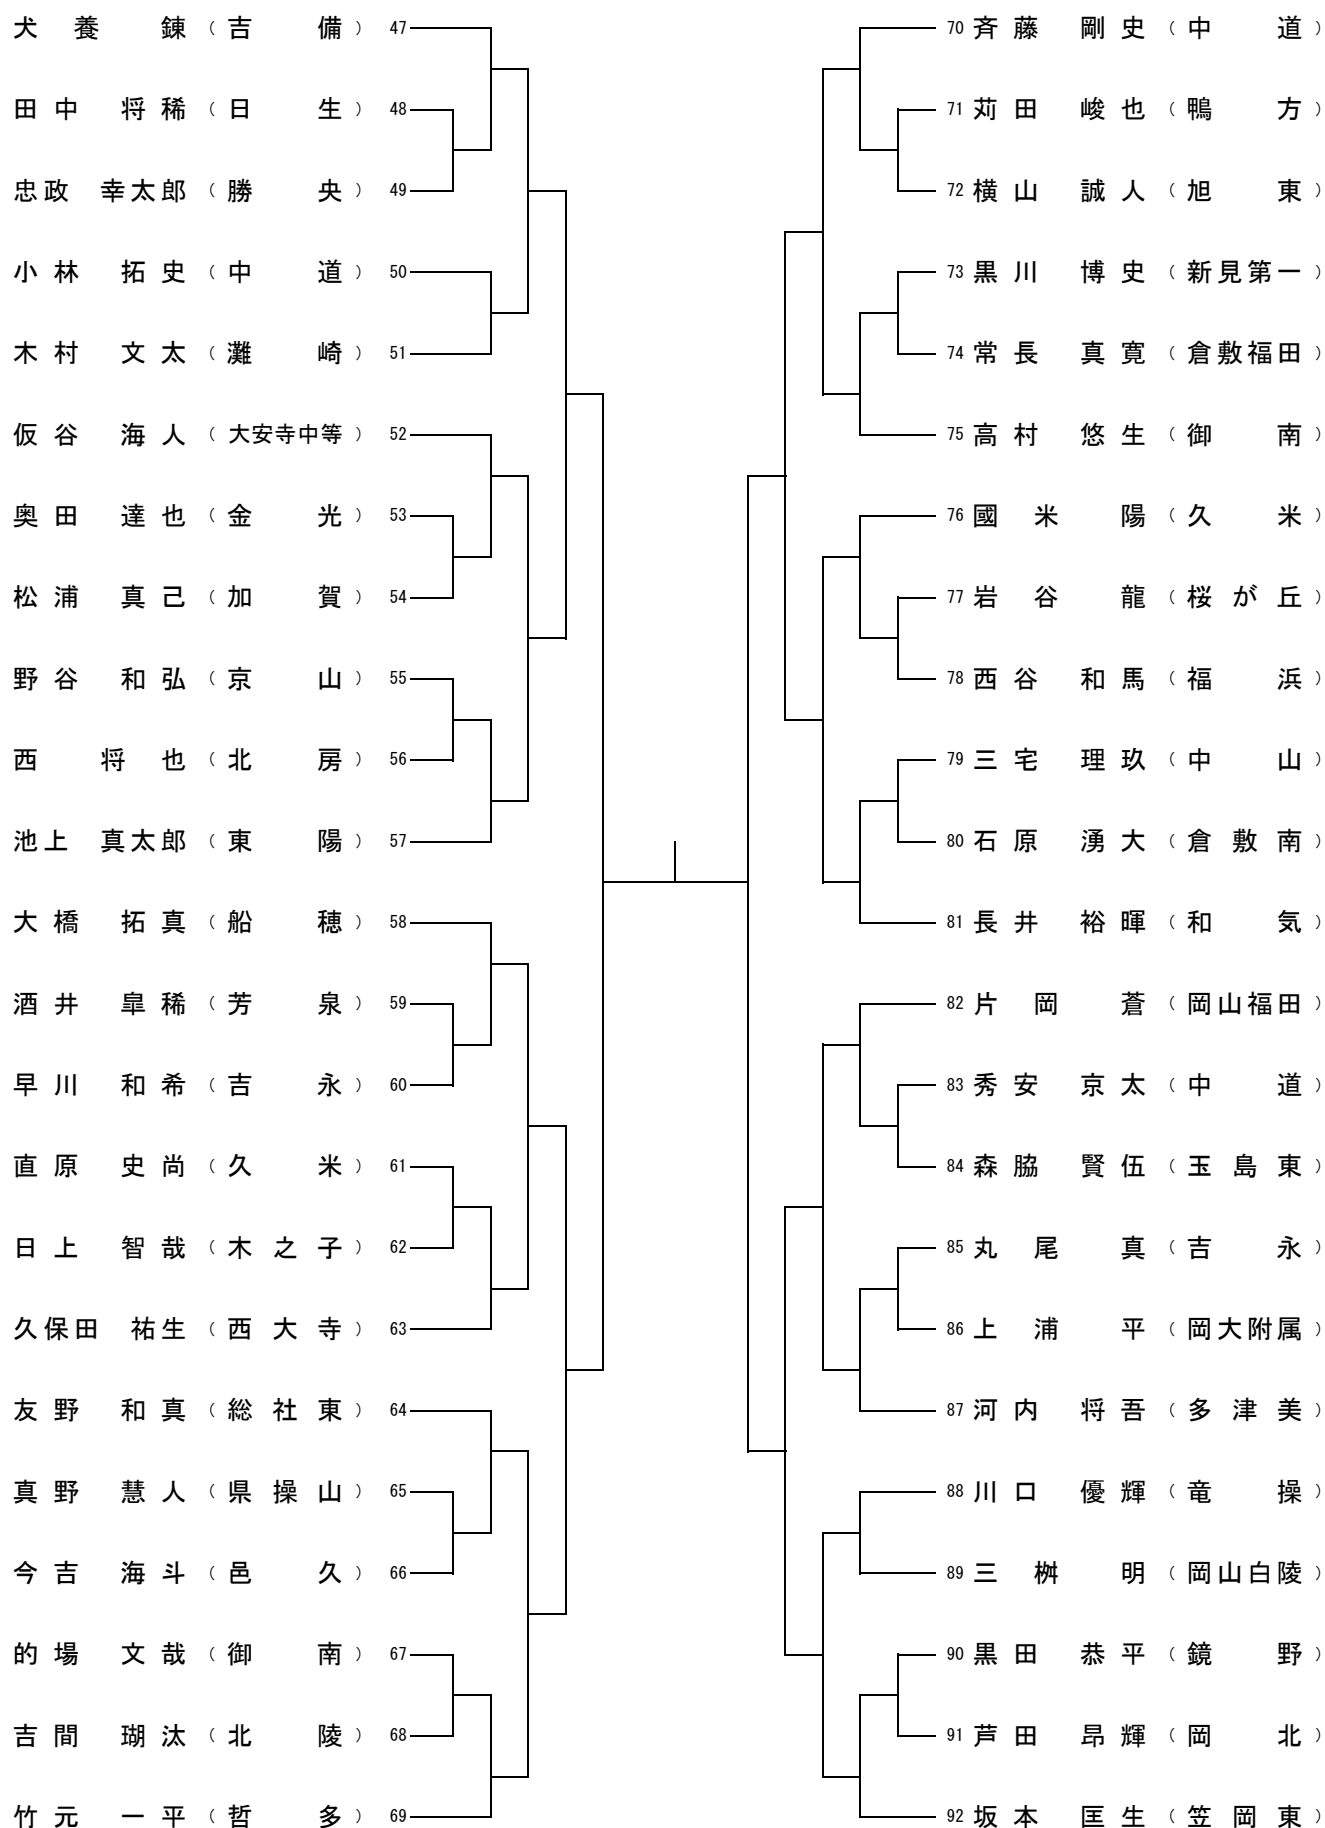 犬養 錬（吉備）47
田中 将稀（日生）48
忠政 幸太郎（勝央）49
小林 拓史（中道）50
木村 文太（灘崎）51
仮谷 海人（大安寺中等）52
奥田 達也（金光）53
松浦 真己（加賀）54
野谷 和弘（京山）55
西 将也（北房）56
池上 真太郎（東陽）57
大橋 拓真（船穂）58
酒井 皐稀（芳泉）59
早川 和希（吉永）60
直原 史尚（久米）61
日上 智哉（木之子）62
久保田 祐生（西大寺）63
友野 和真（総社東）64
真野 慧人（県操山）65
今吉 海斗（邑久）66
的場 文哉（御南）67
吉間 瑚汰（北陵）68
竹元 一平（哲多）69
70 斉藤 剛史（中道）
71 苅田 峻也（鴨方）
72 横山 誠人（旭東）
73 黒川 博史（新見第一）
74 常長 真寛（倉敷福田）
75 高村 悠生（御南）
76 國米 陽（久米）
77 岩谷 龍（桜が丘）
78 西谷 和馬（福浜）
79 三宅 理玖（中山）
80 石原 湧大（倉敷南）
81 長井 裕暉（和気）
82 片岡 蒼（岡山福田）
83 秀安 京太（中道）
84 森脇 賢伍（玉島東）
85 丸尾 真（吉永）
86 上浦 平（岡大附属）
87 河内 将吾（多津美）
88 川口 優輝（竜操）
89 三桝 明（岡山白陵）
90 黒田 恭平（鏡野）
91 芦田 昂輝（岡北）
92 坂本 匡生（笠岡東）